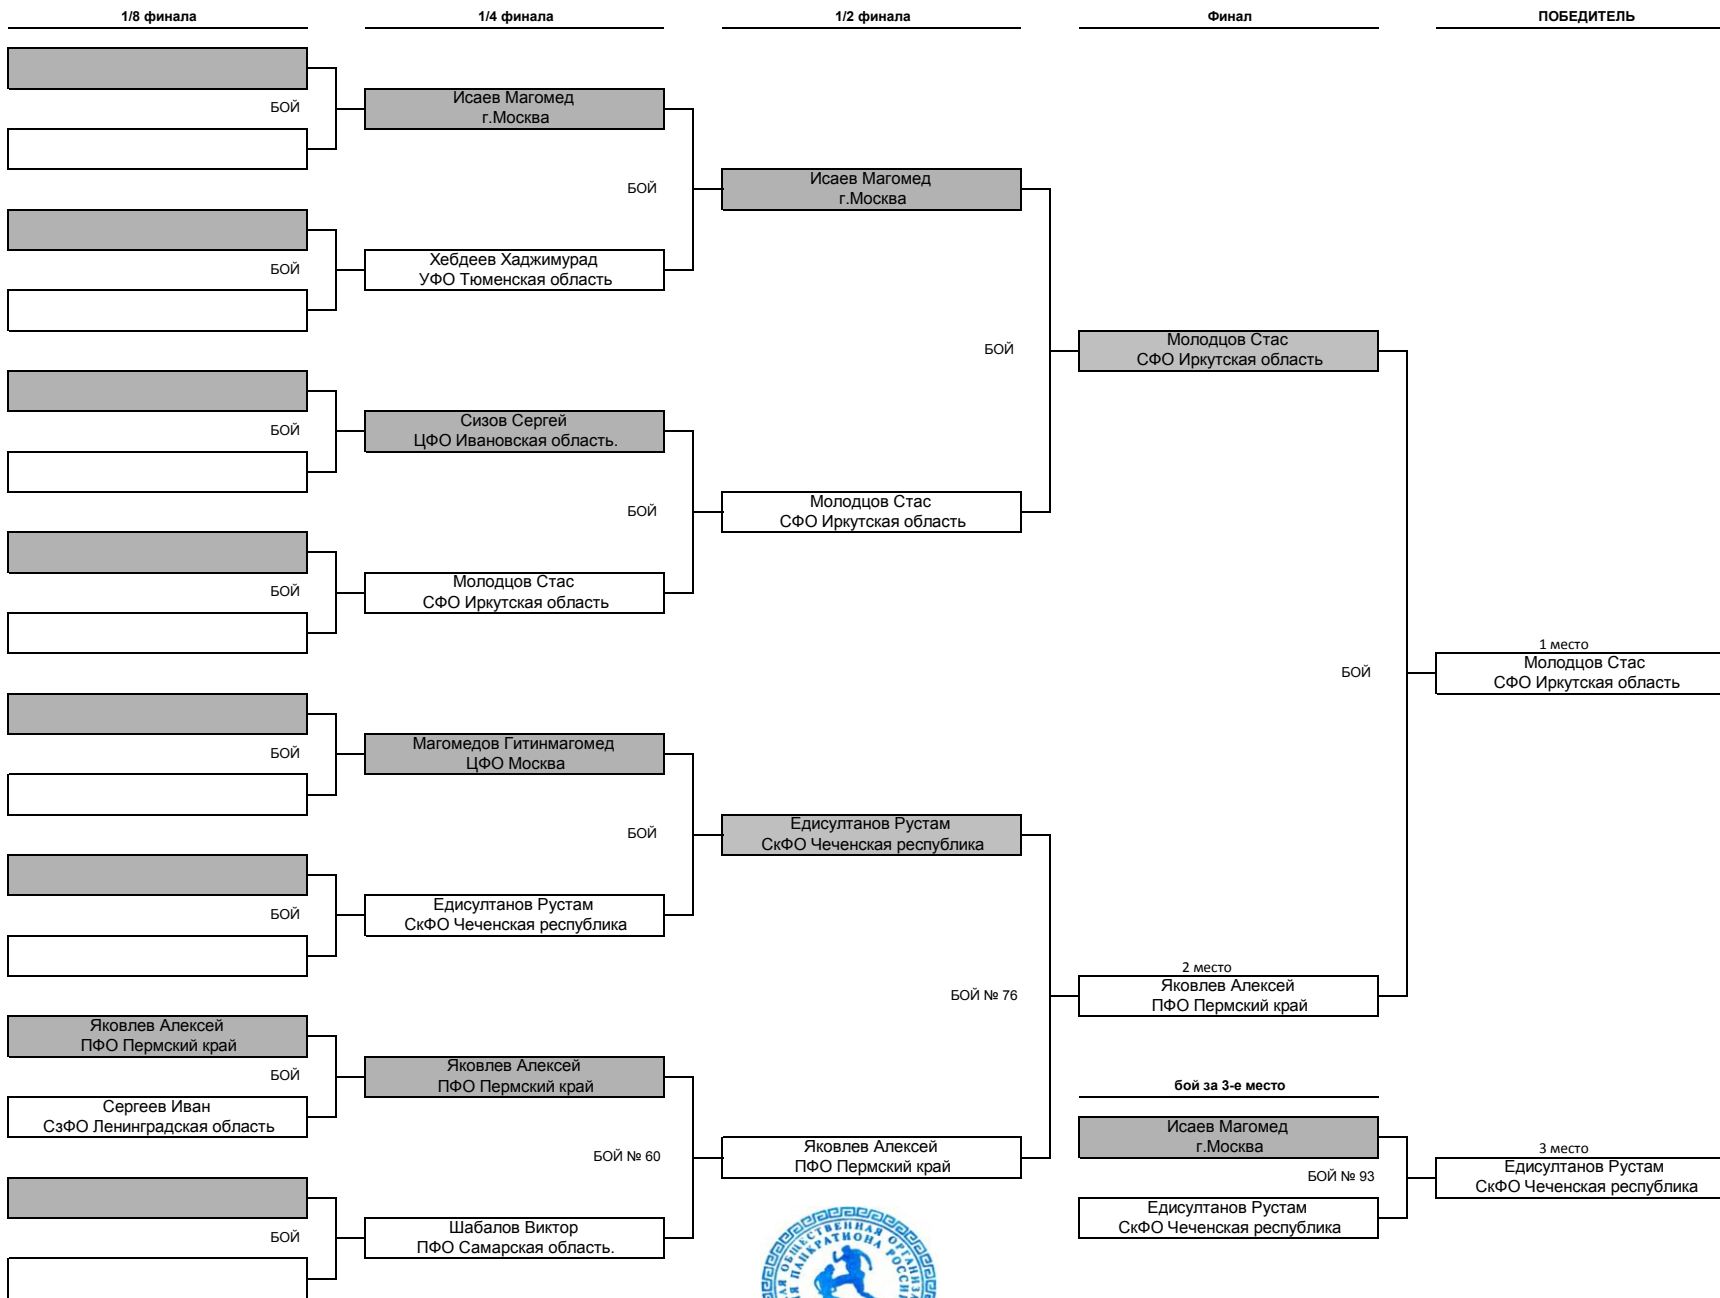 1/8 финала
1/4 финала
1/2 финала
Финал
ПОБЕДИТЕЛЬ
БОЙ
Исаев Магомед
г.Москва
БОЙ
Исаев Магомед
г.Москва
БОЙ
Хебдеев Хаджимурад
УФО Тюменская область
БОЙ
Молодцов Стас
СФО Иркутская область
БОЙ
Сизов Сергей
ЦФО Ивановская область.
БОЙ
Молодцов Стас
СФО Иркутская область
БОЙ
Молодцов Стас
СФО Иркутская область
1 место
БОЙ
Молодцов Стас
СФО Иркутская область
БОЙ
Магомедов Гитинмагомед
ЦФО Москва
БОЙ
Едисултанов Рустам
СкФО Чеченская республика
БОЙ
Едисултанов Рустам
СкФО Чеченская республика
2 место
БОЙ № 76
Яковлев Алексей
ПФО Пермский край
Яковлев Алексей
ПФО Пермский край
БОЙ
Яковлев Алексей
ПФО Пермский край
бой за 3-е место
Сергеев Иван
СзФО Ленинградская область
Исаев Магомед
г.Москва
БОЙ № 60
Яковлев Алексей
ПФО Пермский край
3 место
БОЙ № 93
Едисултанов Рустам
СкФО Чеченская республика
БОЙ
Шабалов Виктор
ПФО Самарская область.
Едисултанов Рустам
СкФО Чеченская республика
ОБЩЕСТВЕННАЯ
ПАНКРАТИОНА РОССИИ